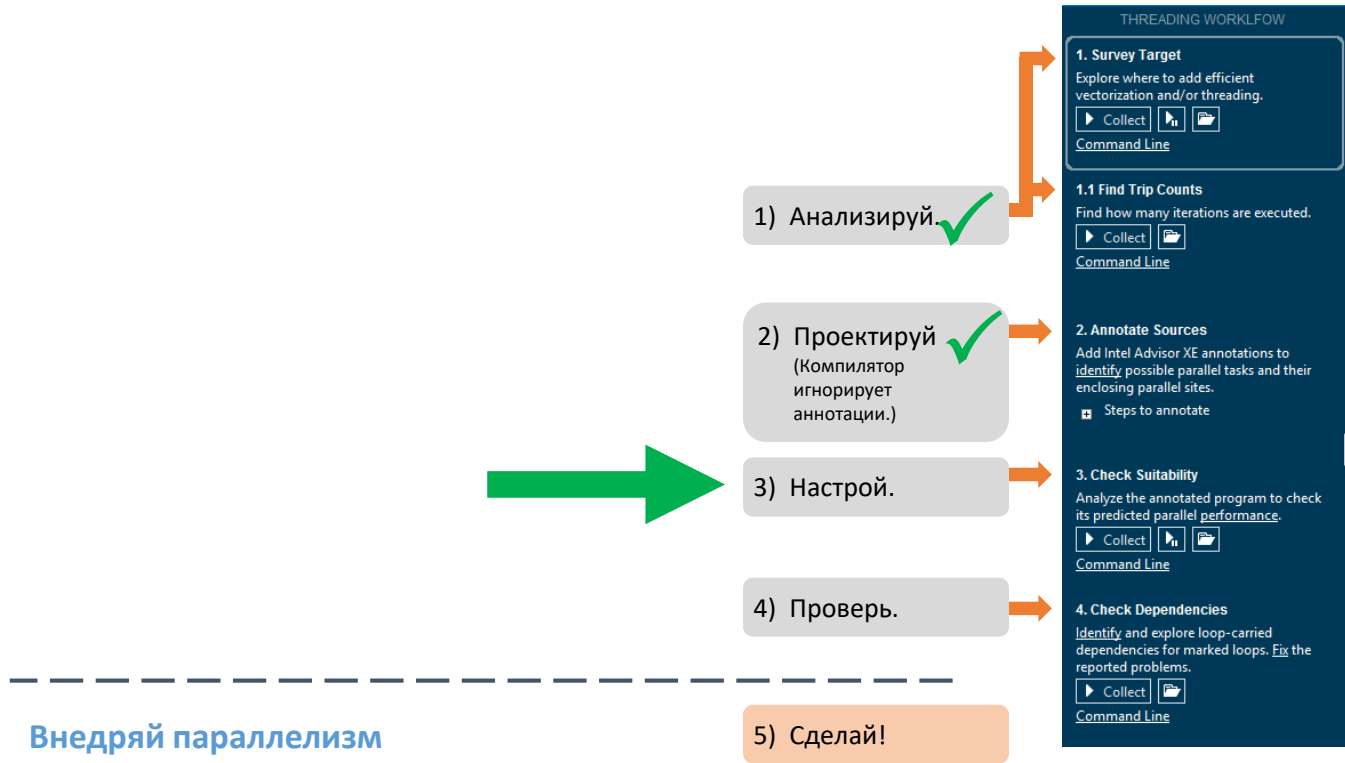 1) Анализируй.
2) Проектируй
(Компилятор
игнорирует
аннотации.)
3) Настрой.
4) Проверь.
Внедряй параллелизм
5) Сделай!
THREADING WORKLFOW
1. Survey Target
Explore where to add efficient
vectorization and/or threading.
Collect
Command Line
1.1 Find Trip Counts
Find how many iterations are executed.
Collect
Command Line
2. Annotate Sources
Add Intel Advisor XE annotations to
identify possible parallel tasks and their
enclosing parallel sites.
Steps to annotate
3. Check Suitability
Analyze the annotated program to check
its predicted parallel performance.
Collect
Command Line
4. Check Dependencies
Identify and explore loop-carried
dependencies for marked loops. Fix the
reported problems.
Collect
Command Line